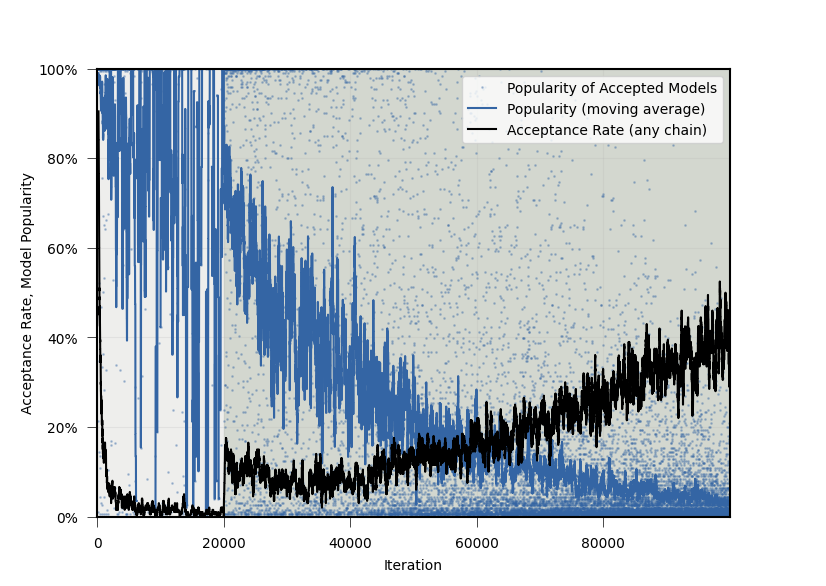 100%
80%
60%
40%
20%
0%
Acceptance Rate, Model Popularity
Popularity of Accepted Models
Popularity (moving average)
Acceptance Rate (any chain)
0
20000
40000
60000
80000
Iteration